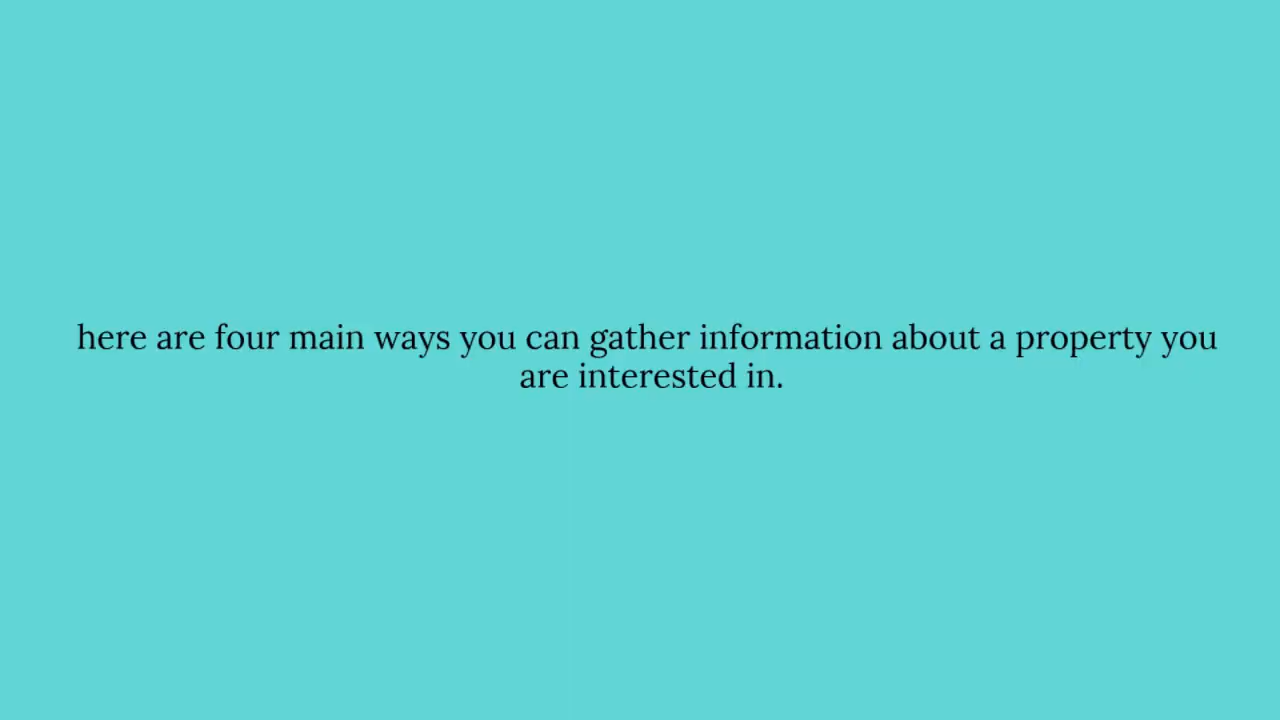 here are four main ways you can gather information about a property you
are interested in.